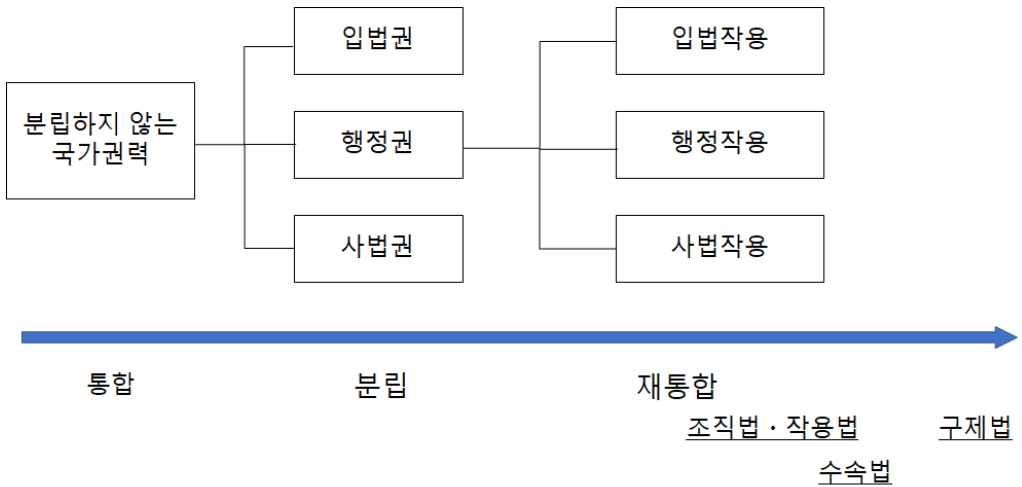 입법권
입법작용
분립하지 않는
국가권력
행정권
행정작용
사법권
사법작용
통합
분립
재통합
조직법·작용법
구제법
수속법